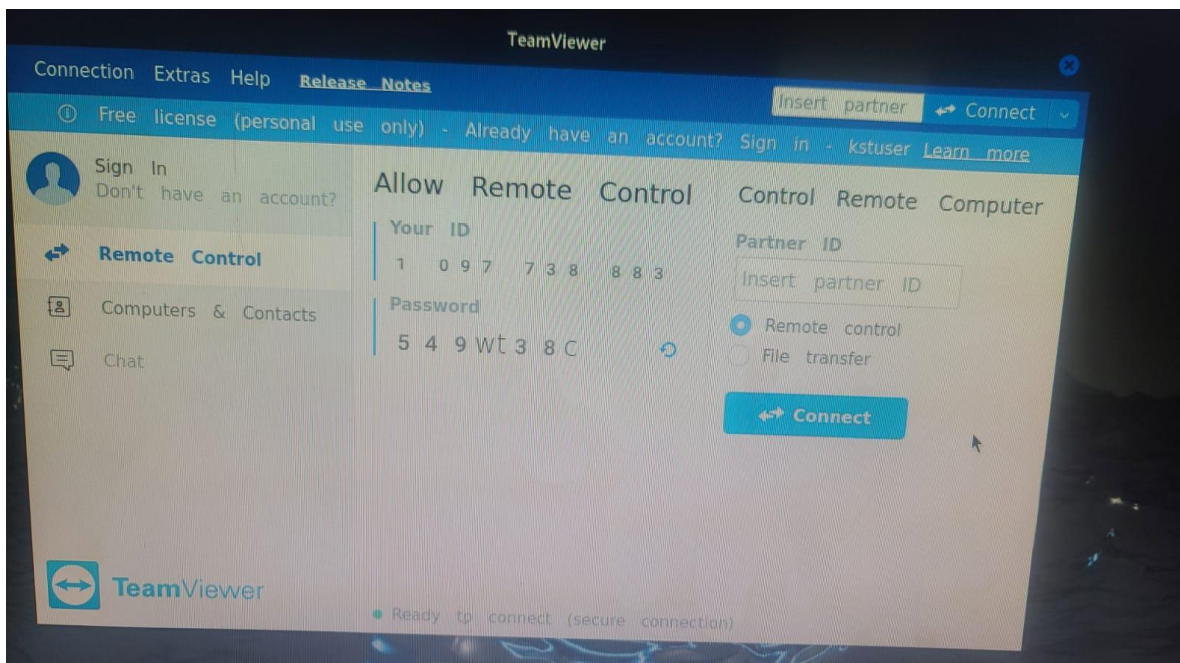 TeamViewer
Connection Extras Help Release Notes
Insert partner Connect
Free license (personal use only) - Already have an account? Sign in - kstuser Learn more
Sign In
Don't have an account?
Remote Control
Computers & Contacts
Chat
Allow Remote Control
Your ID
1 097 738 883
Password
549wt38C
Control Remote Computer
Partner ID
Insert partner ID
Remote control
File transfer
Connect
TeamViewer
Ready tp connect (secure connection)